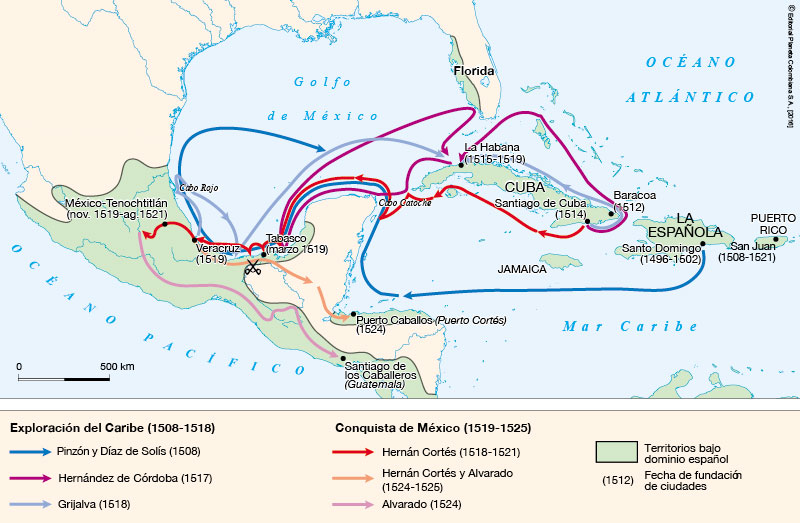 © Editorial Planeta Colombiana S.A., [2016]
OCÉANO
ATLÁNTICO
Florida
Golfo
de México
La Habana
(1515-1519)
Cabo Rojo
CUBA
Cabo Catoche
Baracoa
(1512)
México-Tenochtitlán
(nov. 1519-ag.1521)
Santiago de Cuba
(1514)
LA
ESPAÑOLA
PUERTO
RICO
Veracruz
(1519)
Tabasco
(marzo 1519)
Santo Domingo
(1496-1502)
San Juan
(1508-1521)
JAMAICA
OCÉANO PACÍFICO
Puerto Caballos (Puerto Cortés)
(1524)
Mar Caribe
Santiago de
los Caballeros
(Guatemala)
0 500 km
Exploración del Caribe (1508-1518)
Pinzón y Díaz de Solís (1508)
Hernández de Córdoba (1517)
Grijalva (1518)
Conquista de México (1519-1525)
Hernán Cortés (1518-1521)
Hernán Cortés y Alvarado
(1524-1525)
Alvarado (1524)
Territorios bajo
dominio español
(1512) Fecha de fundación
de ciudades